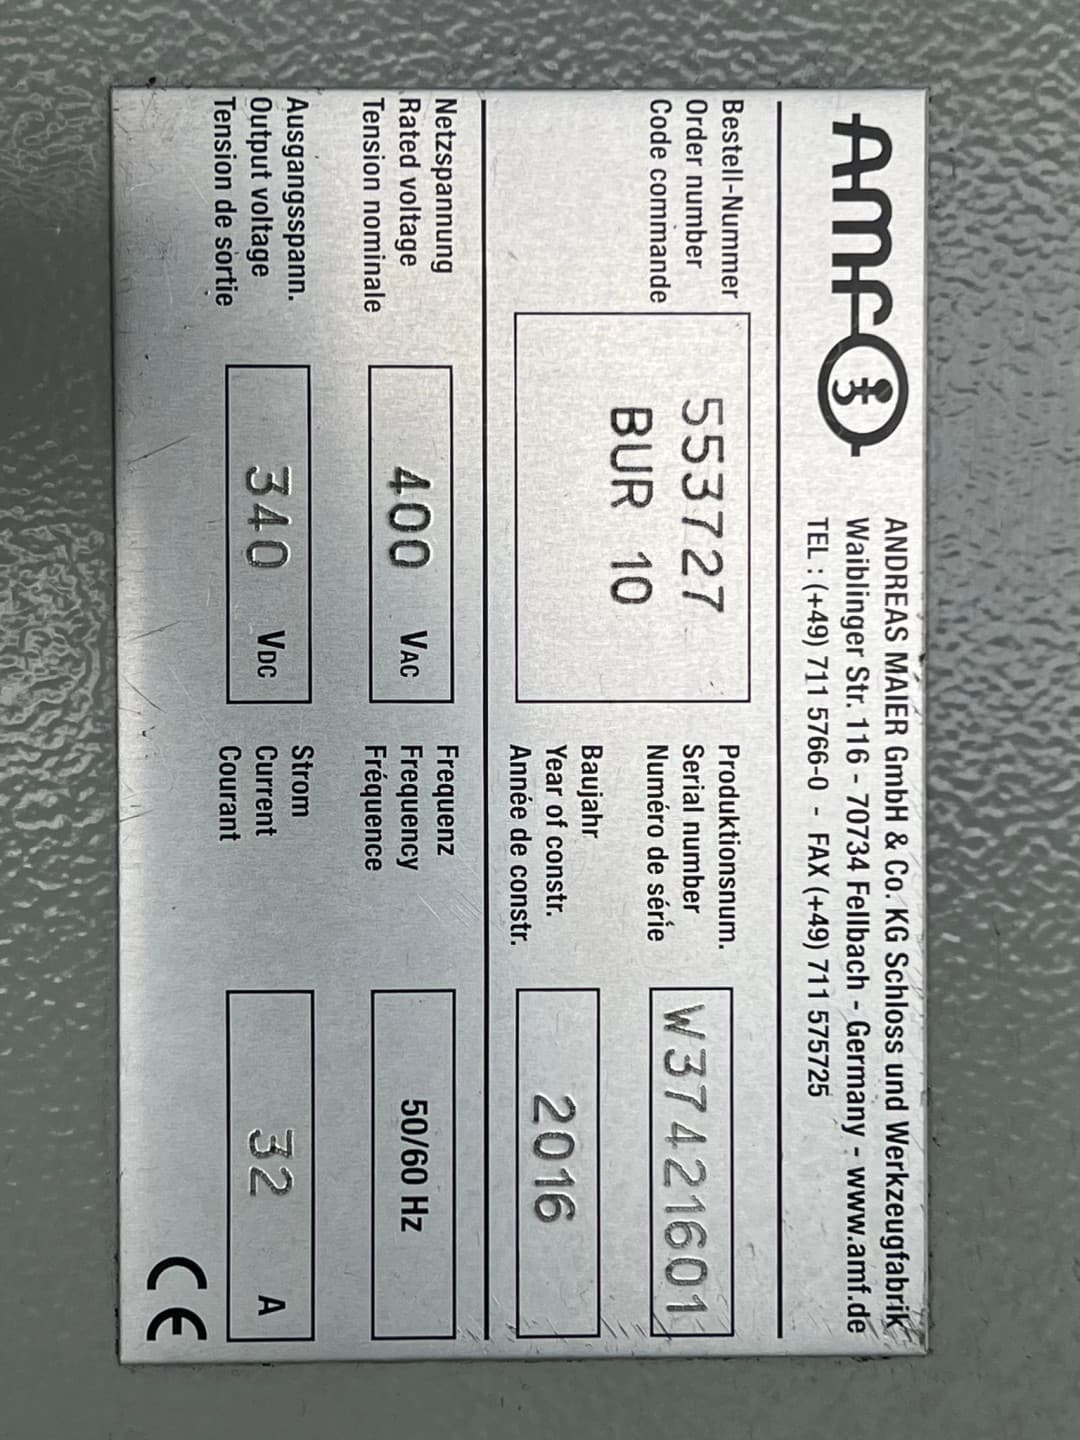 AMF
ANDREAS MAIER GmbH & Co. KG Schloss und Werkzeugfabrik
Waiblinger Str. 116 - 70734 Fellbach - Germany - www.amf.de
TEL : (+49) 711 5766-0 - FAX (+49) 711 575725
Bestell-Nummer
Order number
Code commande
553727
BUR 10
Produktionsnum.
Serial number
Numéro de série
W37421601
Baujahr
Year of constr.
Année de constr.
2016
Netzspannung
Rated voltage
Tension nominale
400 VAC
Frequenz
Frequency
Fréquence
50/60 Hz
Ausgangsspann.
Output voltage
Tension de sortie
340 VDC
Strom
Current
Courant
32 A
CE